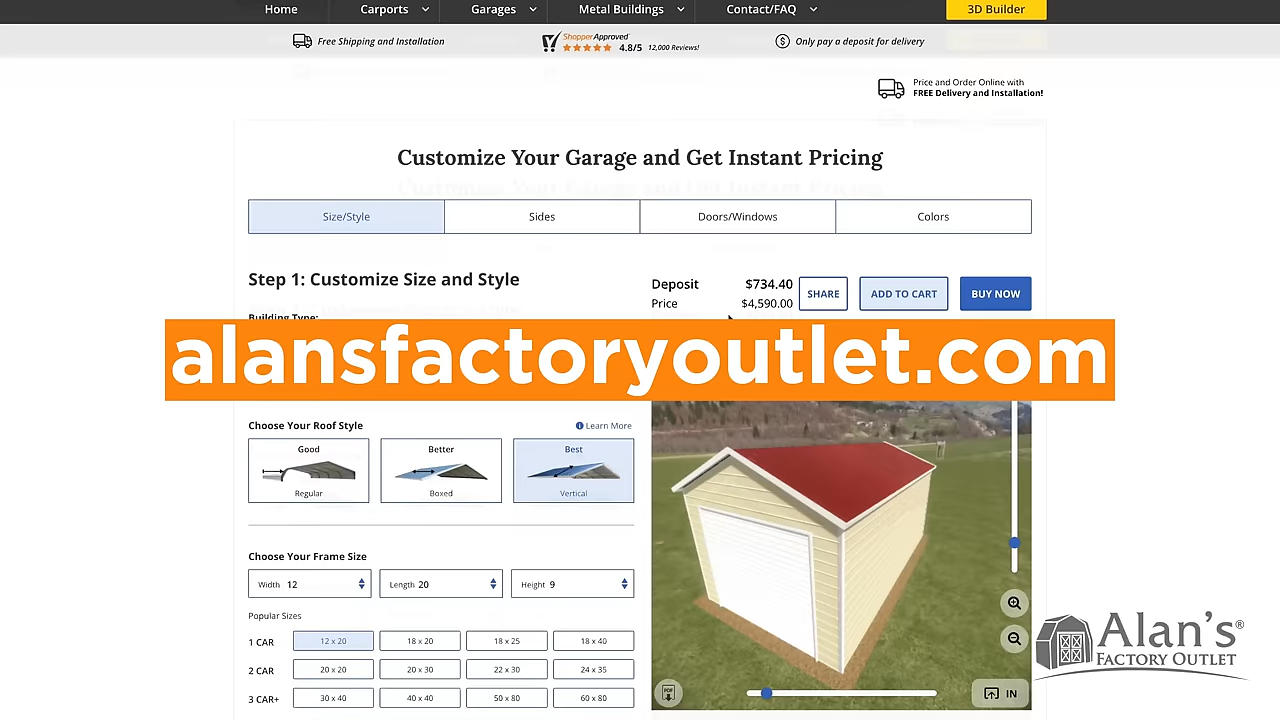 Home Carports Garages Metal Buildings Contact/FAQ 3D Builder
Free Shipping and Installation
ShopperApproved
4.8/5 12,000 Reviews!
Only pay a deposit for delivery
Price and Order Online with
FREE Delivery and Installation!
Customize Your Garage and Get Instant Pricing
Size/Style Sides Doors/Windows Colors
Step 1: Customize Size and Style
Deposit $734.40
Price $4,590.00
SHARE ADD TO CART BUY NOW
Building Type:
alansfactoryoutlet.com
Choose Your Roof Style Learn More
Good Better Best
Regular Boxed Vertical
Choose Your Frame Size
Width 12 Length 20 Height 9
Popular Sizes
1 CAR 12 x 20 18 x 20 18 x 25 18 x 40
2 CAR 20 x 20 20 x 30 22 x 30 24 x 35
3 CAR+ 30 x 40 40 x 40 50 x 80 60 x 80
PDF
IN
Alan's®
FACTORY OUTLET